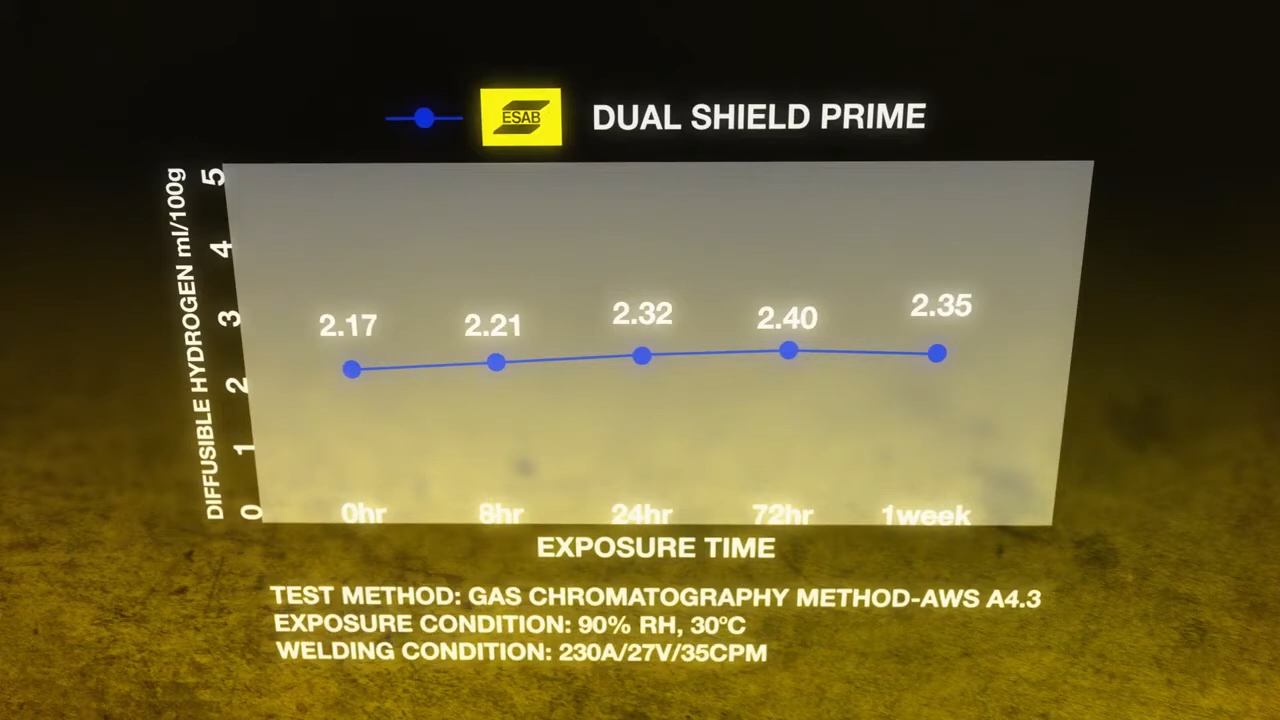 ESAB DUAL SHIELD PRIME
DIFFUSIBLE HYDROGEN ml/100g
5
4
3
2
1
0
2.17 2.21 2.32 2.40 2.35
0hr 8hr 24hr 72hr 1week
EXPOSURE TIME
TEST METHOD: GAS CHROMATOGRAPHY METHOD-AWS A4.3
EXPOSURE CONDITION: 90% RH, 30°C
WELDING CONDITION: 230A/27V/35CPM